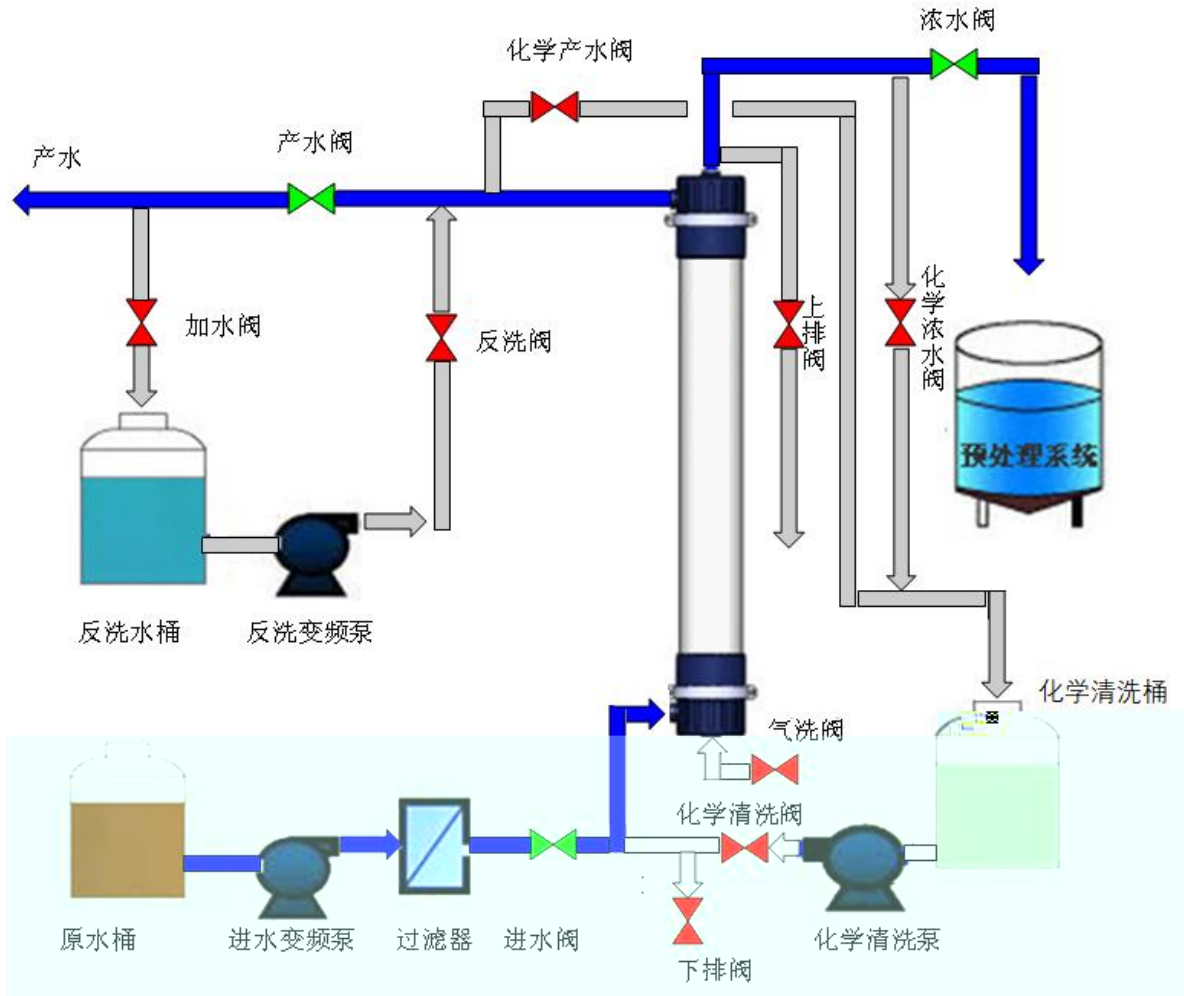 浓水阀
化学产水阀
产水阀
产水
加水阀
反洗阀
上排阀
化学浓水阀
预处理系统
反洗水桶
反洗变频泵
化学清洗桶
气洗阀
化学清洗阀
原水桶
进水变频泵
过滤器
进水阀
化学清洗泵
下排阀